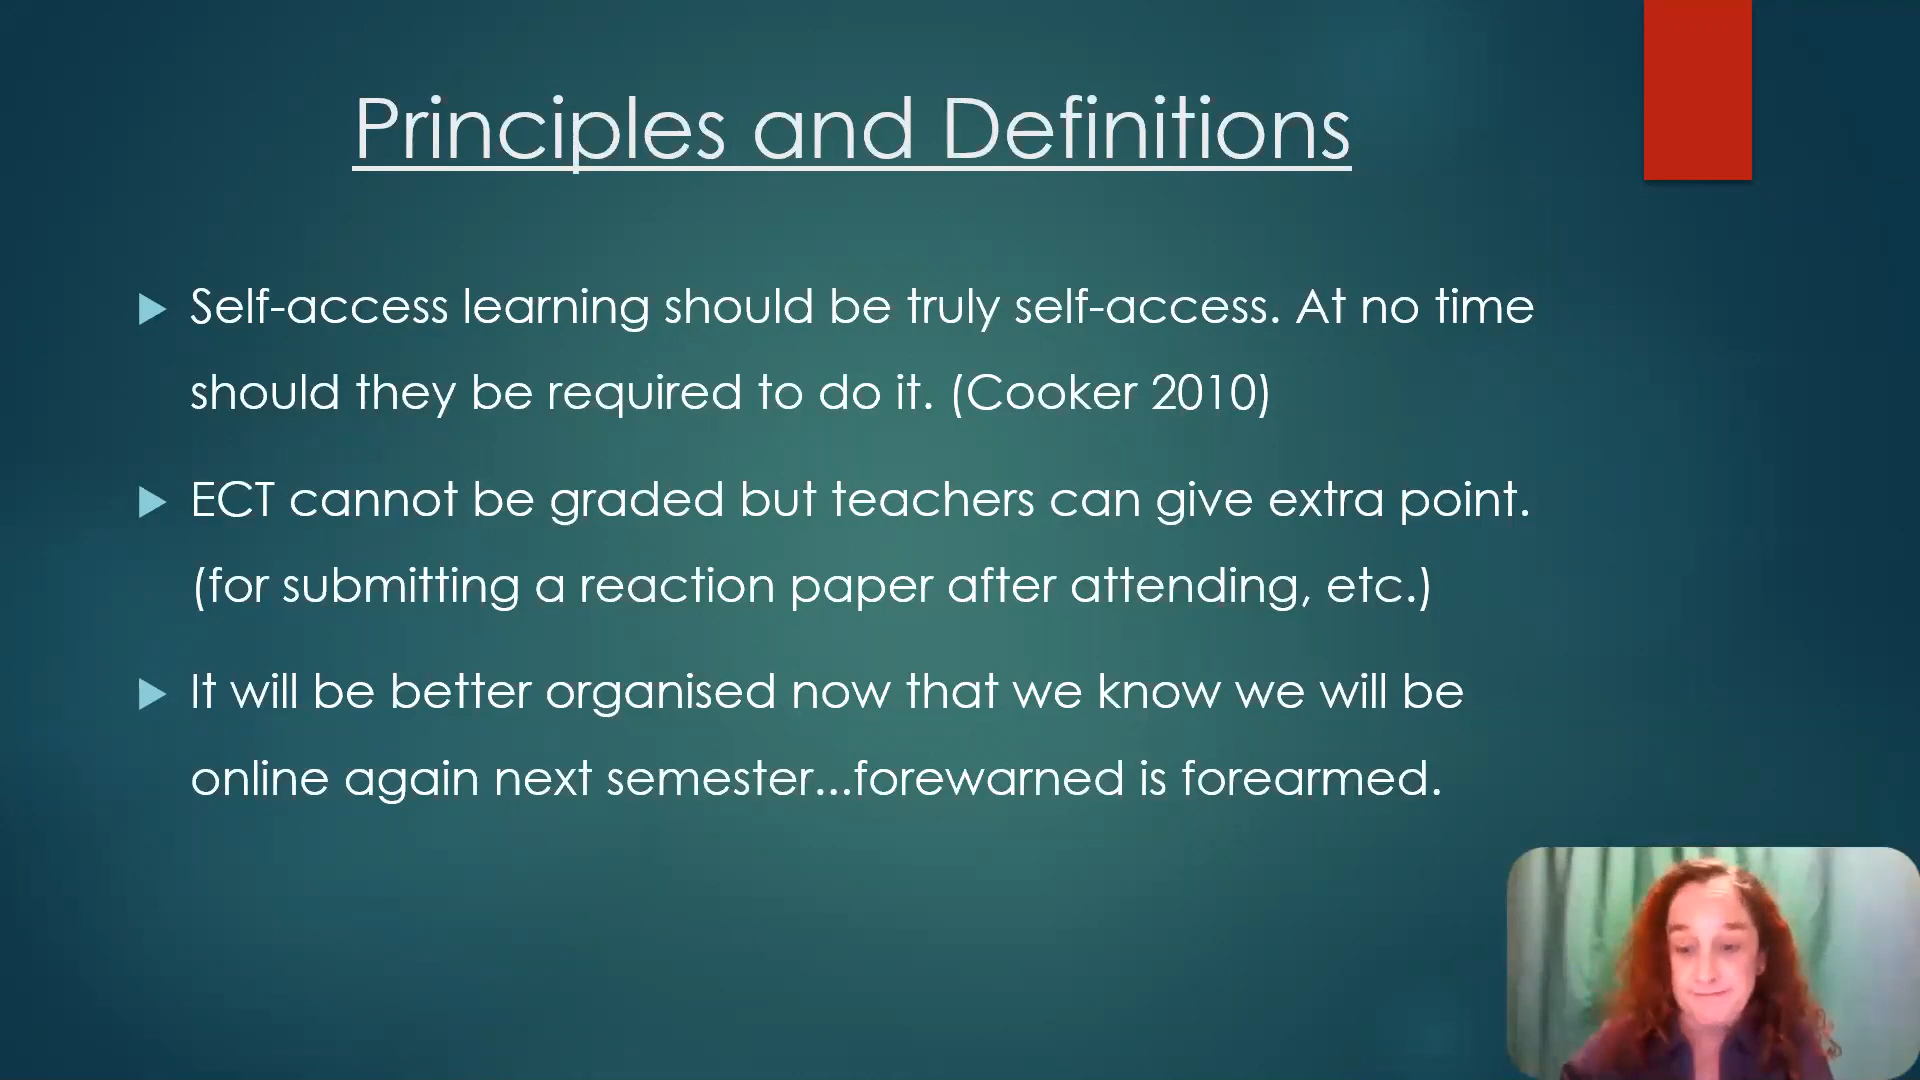 Principles and Definitions
Self-access learning should be truly self-access. At no time
should they be required to do it. (Cooker 2010)
ECT cannot be graded but teachers can give extra point.
(for submitting a reaction paper after attending, etc.)
It will be better organised now that we know we will be
online again next semester...forewarned is forearmed.